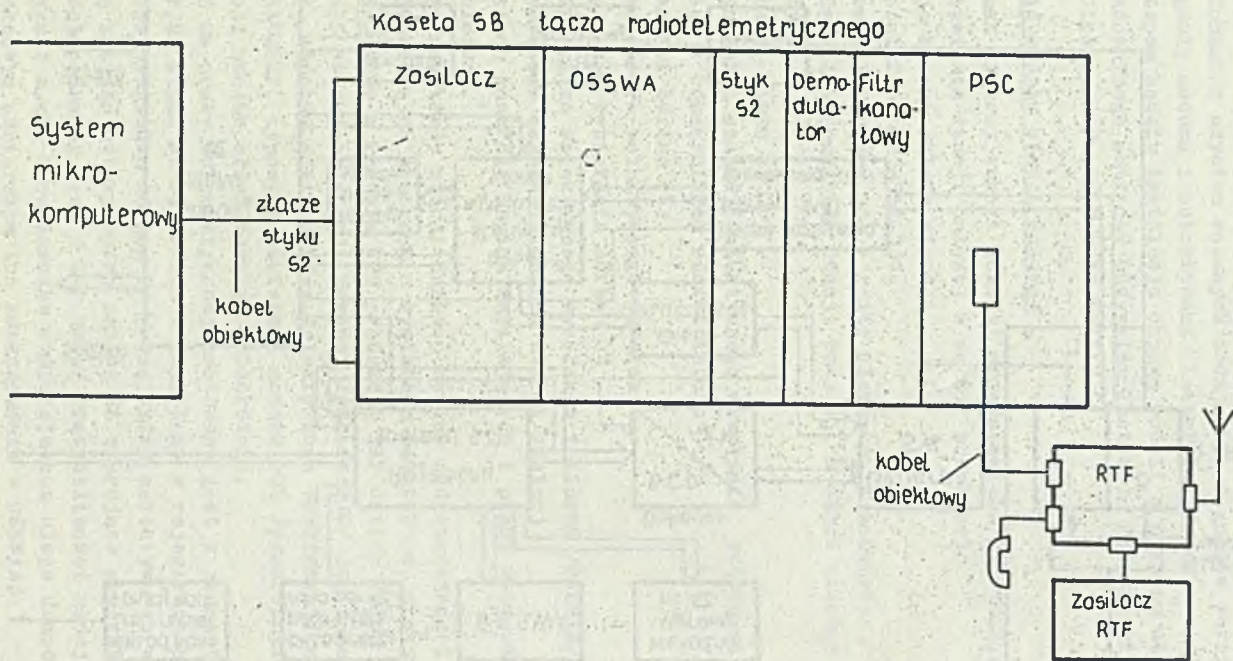 Kaseta SB łącza radiotelemetrycznego
Zasilacz
OSSWA
Styk
S2
Demo-
dula-
tor
Filtr
kana-
łowy
PSC
System
mikro-
komputerowy
złącze
styku
S2
kabel
obiektowy
kabel
obiektowy
RTF
Zasilacz
RTF